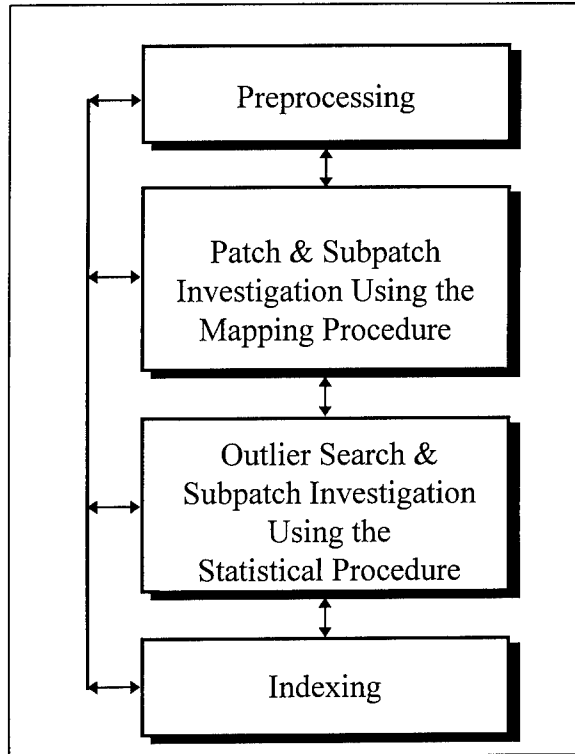 Preprocessing
Patch & Subpatch
Investigation Using the
Mapping Procedure
Outlier Search &
Subpatch Investigation
Using the
Statistical Procedure
Indexing